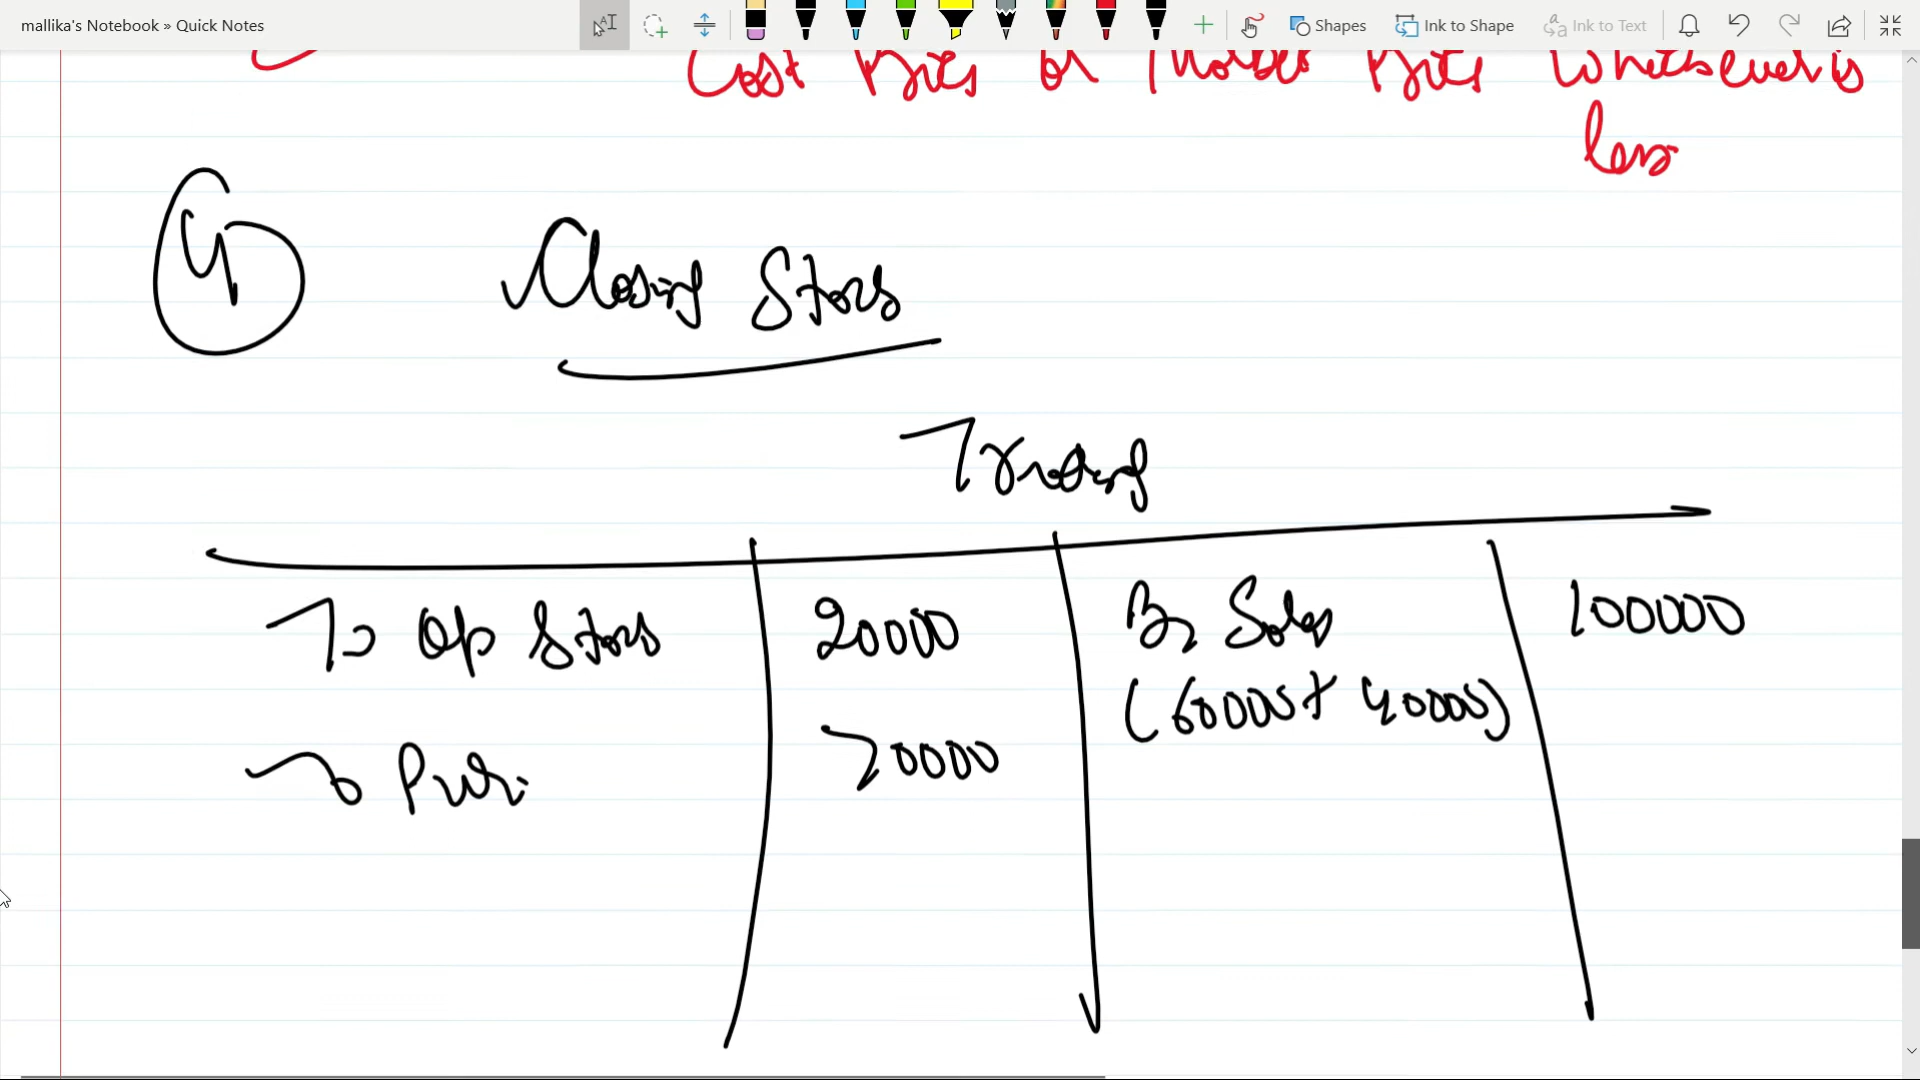 mallika's Notebook » Quick Notes
Shapes Ink to Shape Ink to Text
Cost Price or Market Price Whichever is
less
4 Closing Stock
Trading
To Op Stock 20000 By Sales 100000
(60000 + 40000)
To Pur. 70000